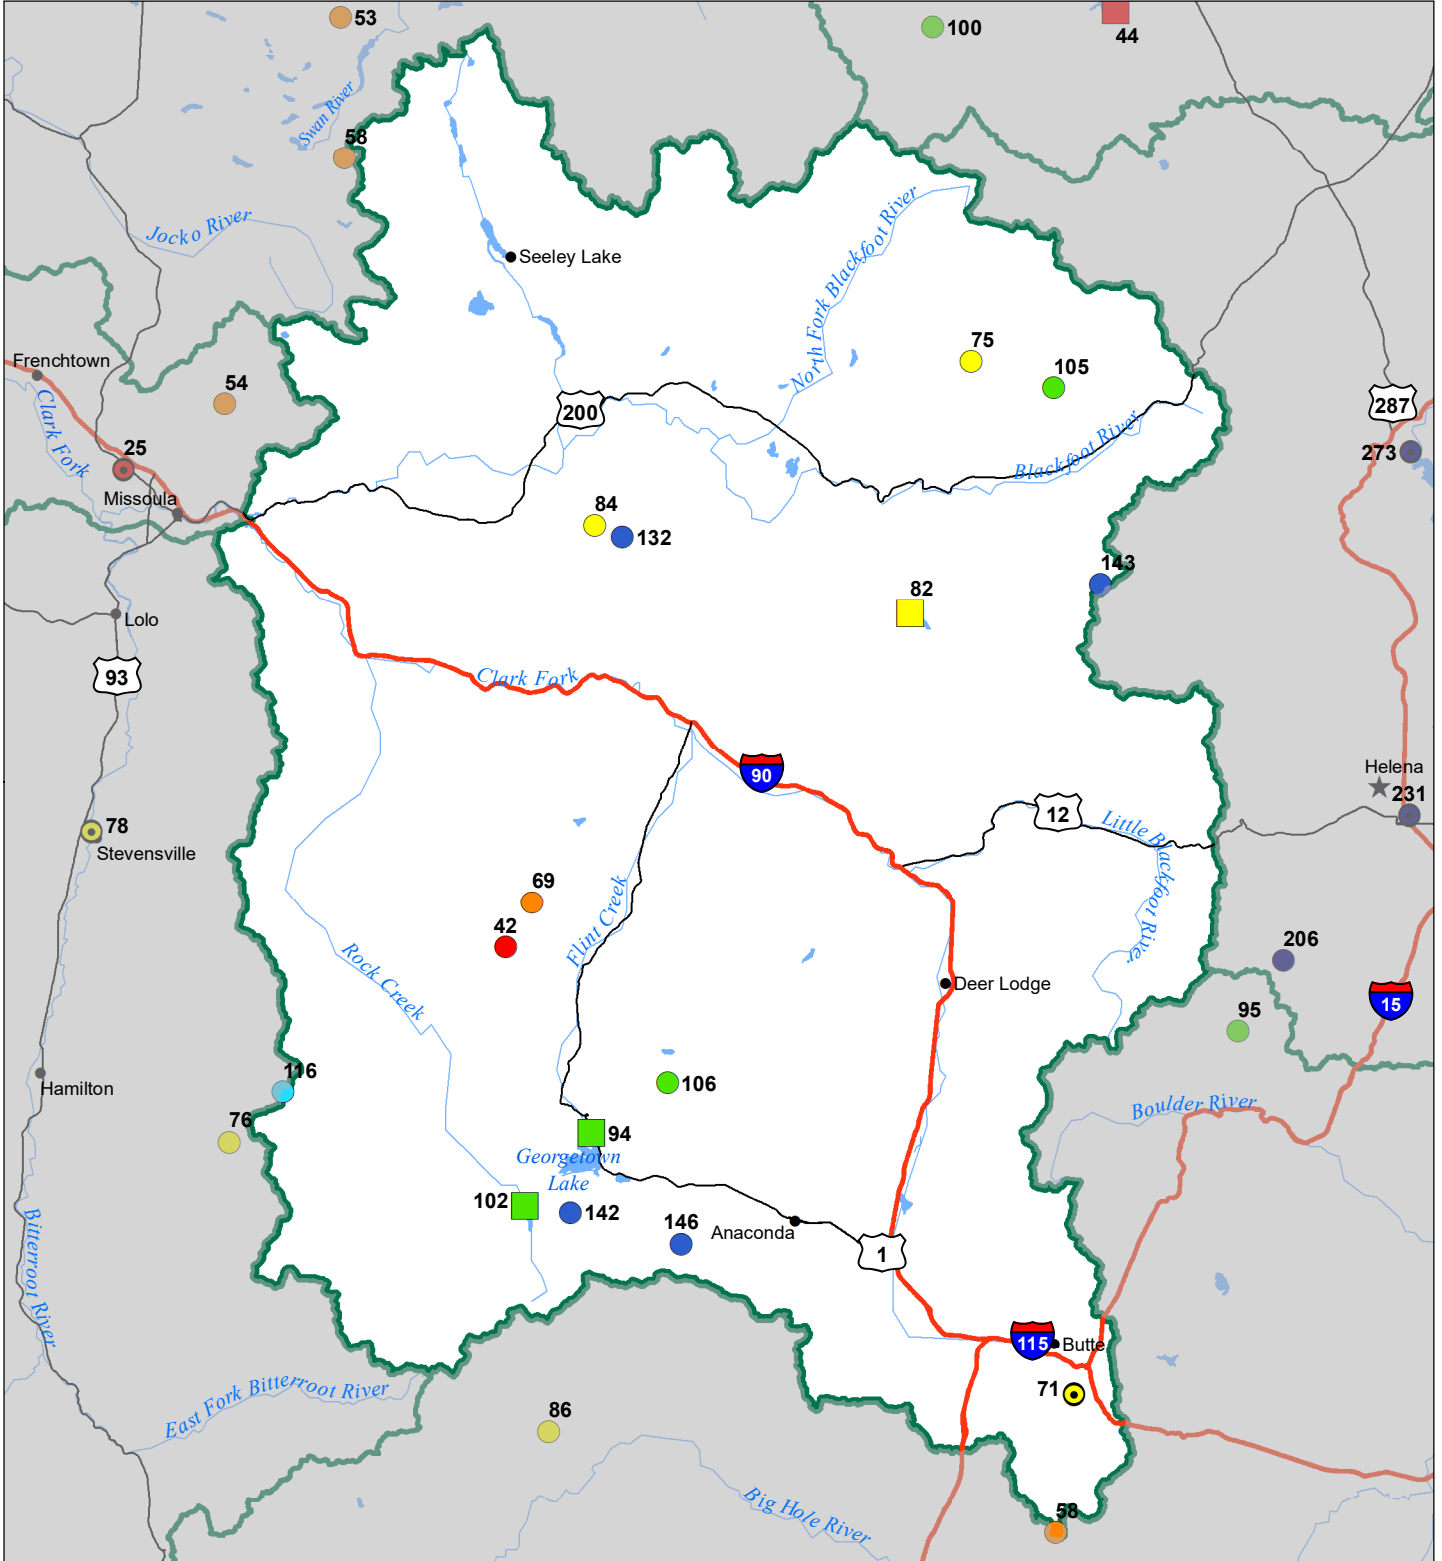 53
100
44
Swan River
58
Jocko River
Seeley Lake
North Fork Blackfoot River
Frenchtown
75
105
54
200
287
Clark Fork
25
Blackfoot River
273
Missoula
84
132
143
82
Lolo
93
Clark Fork
90
Helena
231
12
Little Blackfoot River
78
Stevensville
69
Flint Creek
42
206
Rock Creek
Deer Lodge
15
95
116
Hamilton
106
Boulder River
76
94
Georgetown
Lake
102
142
146
Anaconda
1
Bitterroot River
115
Butte
71
East Fork Bitterroot River
86
Big Hole River
58